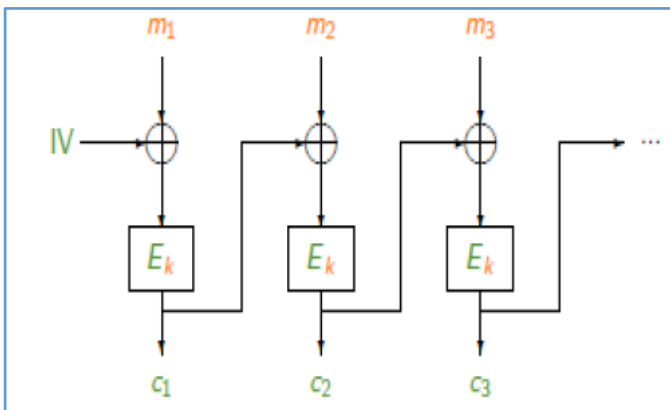 m₁ m₂ m₃
IV ...
Eₖ Eₖ Eₖ
c₁ c₂ c₃